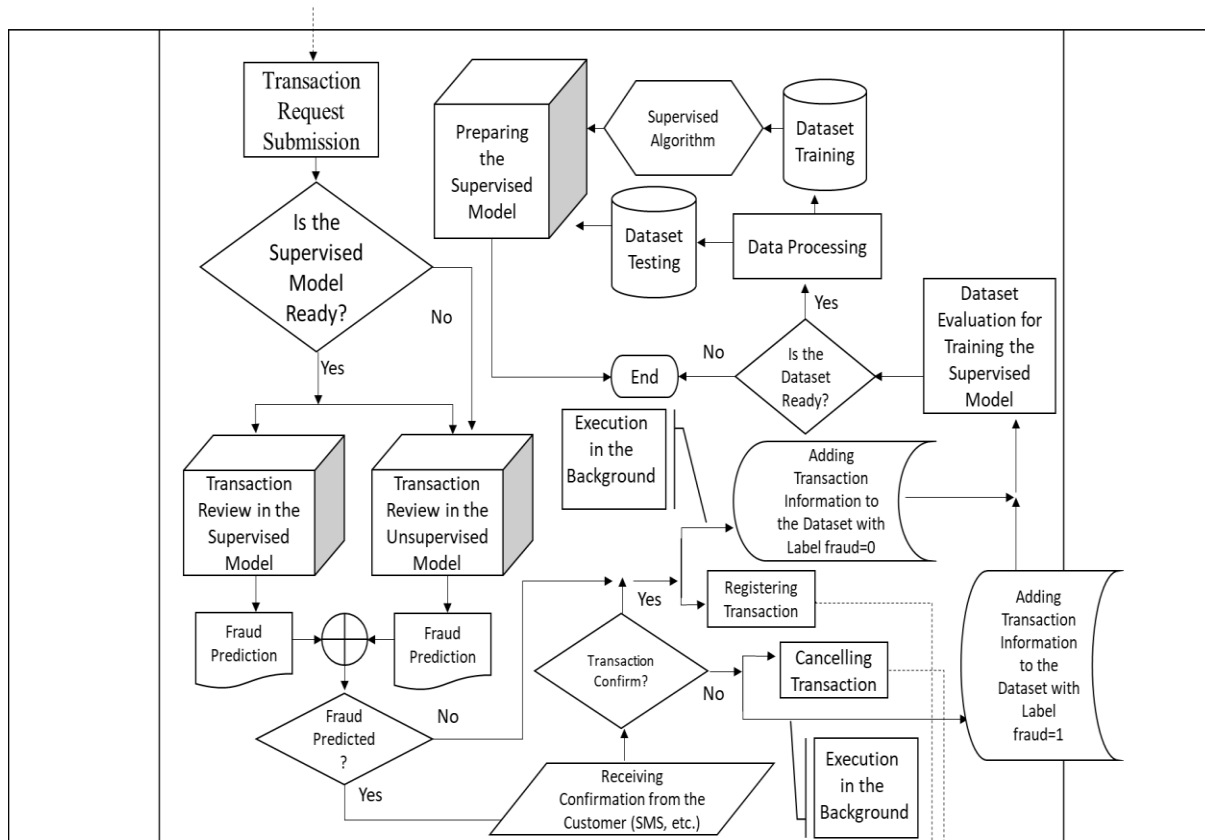 Transaction
Request
Submission
Is the
Supervised
Model
Ready?
No
Yes
Transaction
Review in the
Supervised
Model
Transaction
Review in the
Unsupervised
Model
Fraud
Prediction
Fraud
Prediction
Fraud
Predicted
?
No
Yes
Receiving
Confirmation from the
Customer (SMS, etc.)
Transaction
Confirm?
Yes
No
Registering
Transaction
Cancelling
Transaction
Execution
in the
Background
Execution
in the
Background
Adding
Transaction
Information to
the Dataset with
Label fraud=0
Adding
Transaction
Information
to the
Dataset with
Label
fraud=1
Dataset
Evaluation for
Training the
Supervised
Model
Is the
Dataset
Ready?
No
Yes
End
Data Processing
Dataset
Training
Dataset
Testing
Supervised
Algorithm
Preparing
the
Supervised
Model